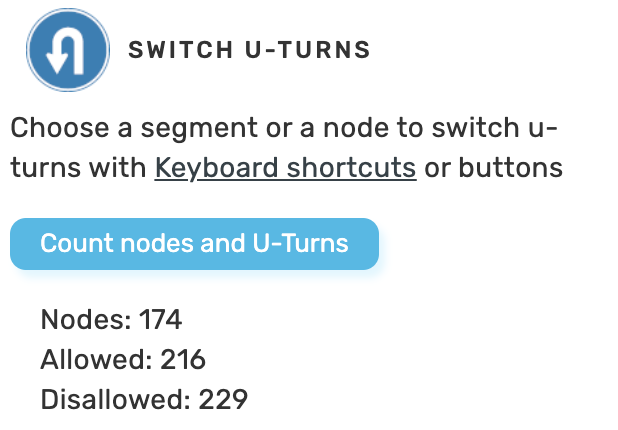 SWITCH U-TURNS
Choose a segment or a node to switch u-
turns with Keyboard shortcuts or buttons
Count nodes and U-Turns
Nodes: 174
Allowed: 216
Disallowed: 229